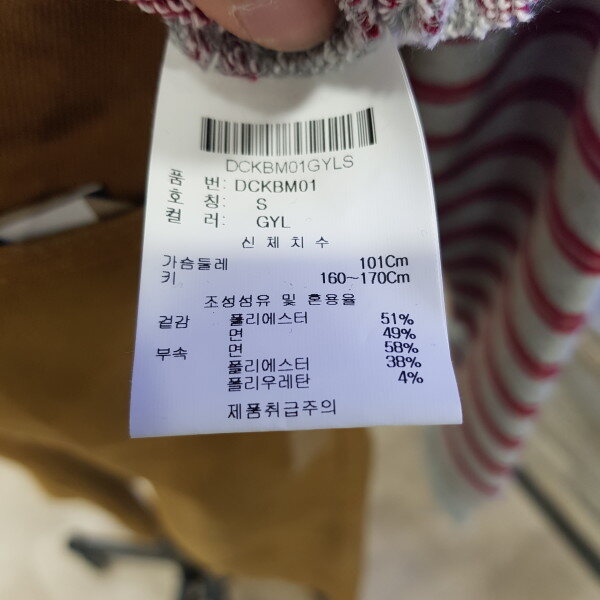 DCKBM01GYLS
품 번: DCKBM01
호 칭: S
컬 러: GYL
신 체 치 수
가슴둘레 101Cm
키 160~170Cm
조성섬유 및 혼용율
겉감 폴리에스터 51%
면 49%
부속 면 58%
폴리에스터 38%
폴리우레탄 4%
제품취급주의